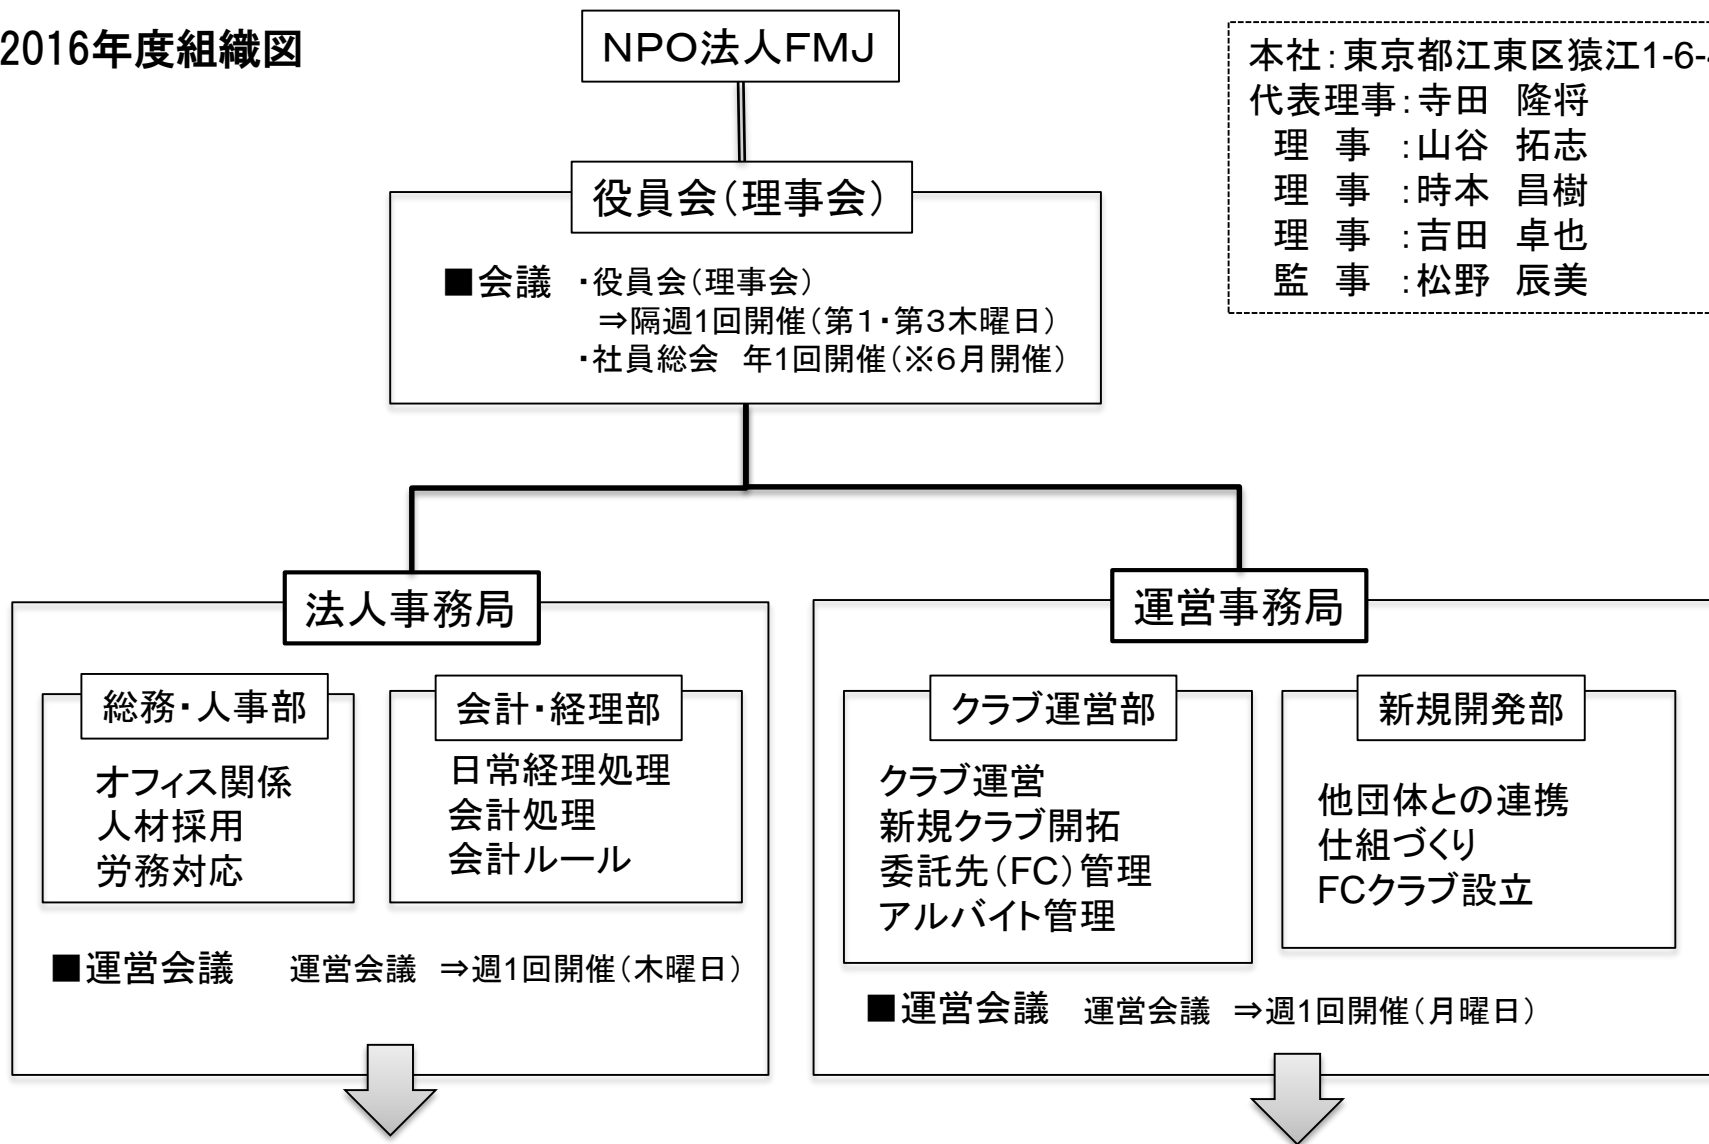 2016年度組織図
NPO法人FMJ
本社:東京都江東区猿江1-6-
代表理事:寺田　隆将
理　事　:山谷　拓志
理　事　:時本　昌樹
理　事　:吉田　卓也
監　事　:松野　辰美
役員会(理事会)
■会議　・役員会(理事会)
⇒隔週1回開催(第1・第3木曜日)
・社員総会　年1回開催(※6月開催)
法人事務局
総務・人事部
オフィス関係
人材採用
労務対応
会計・経理部
日常経理処理
会計処理
会計ルール
■運営会議　運営会議　⇒週1回開催(木曜日)
運営事務局
クラブ運営部
クラブ運営
新規クラブ開拓
委託先(FC)管理
アルバイト管理
新規開発部
他団体との連携
仕組づくり
FCクラブ設立
■運営会議　運営会議　⇒週1回開催(月曜日)